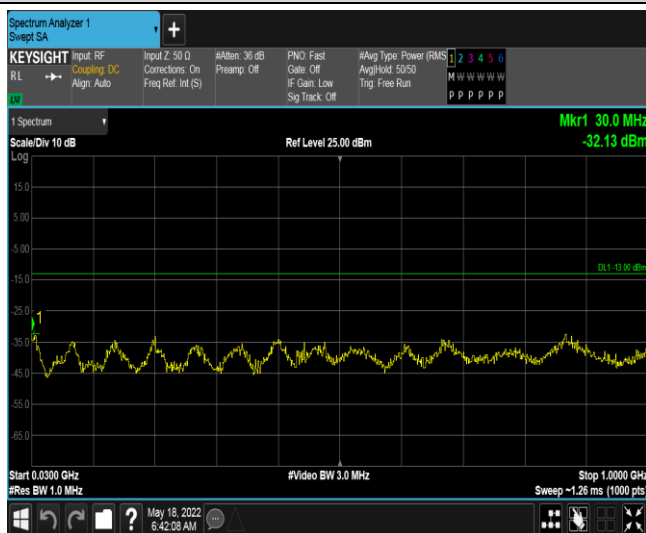 Spectrum Analyzer 1
Swept SA
+
KEYSIGHT
RL
LXI
Input: RF
Coupling: DC
Align: Auto
Input Z: 50 Ω
Corrections: On
Freq Ref: Int (S)
#Atten: 36 dB
Preamp: Off
PNO: Fast
Gate: Off
IF Gain: Low
Sig Track: Off
#Avg Type: Power (RMS
Avg|Hold: 50/50
Trig: Free Run
1 2 3 4 5 6
M W W W W W
P P P P P P
1 Spectrum
Mkr1 30.0 MHz
-32.13 dBm
Scale/Div 10 dB
Ref Level 25.00 dBm
Log
15.0
5.00
-5.00
DL1 -13.00 dBm
-15.0
-25.0
1
-35.0
-45.0
-55.0
-65.0
Start 0.0300 GHz
#Video BW 3.0 MHz
Stop 1.0000 GHz
#Res BW 1.0 MHz
Sweep ~1.26 ms (1000 pts)
?
May 18, 2022
6:42:08 AM